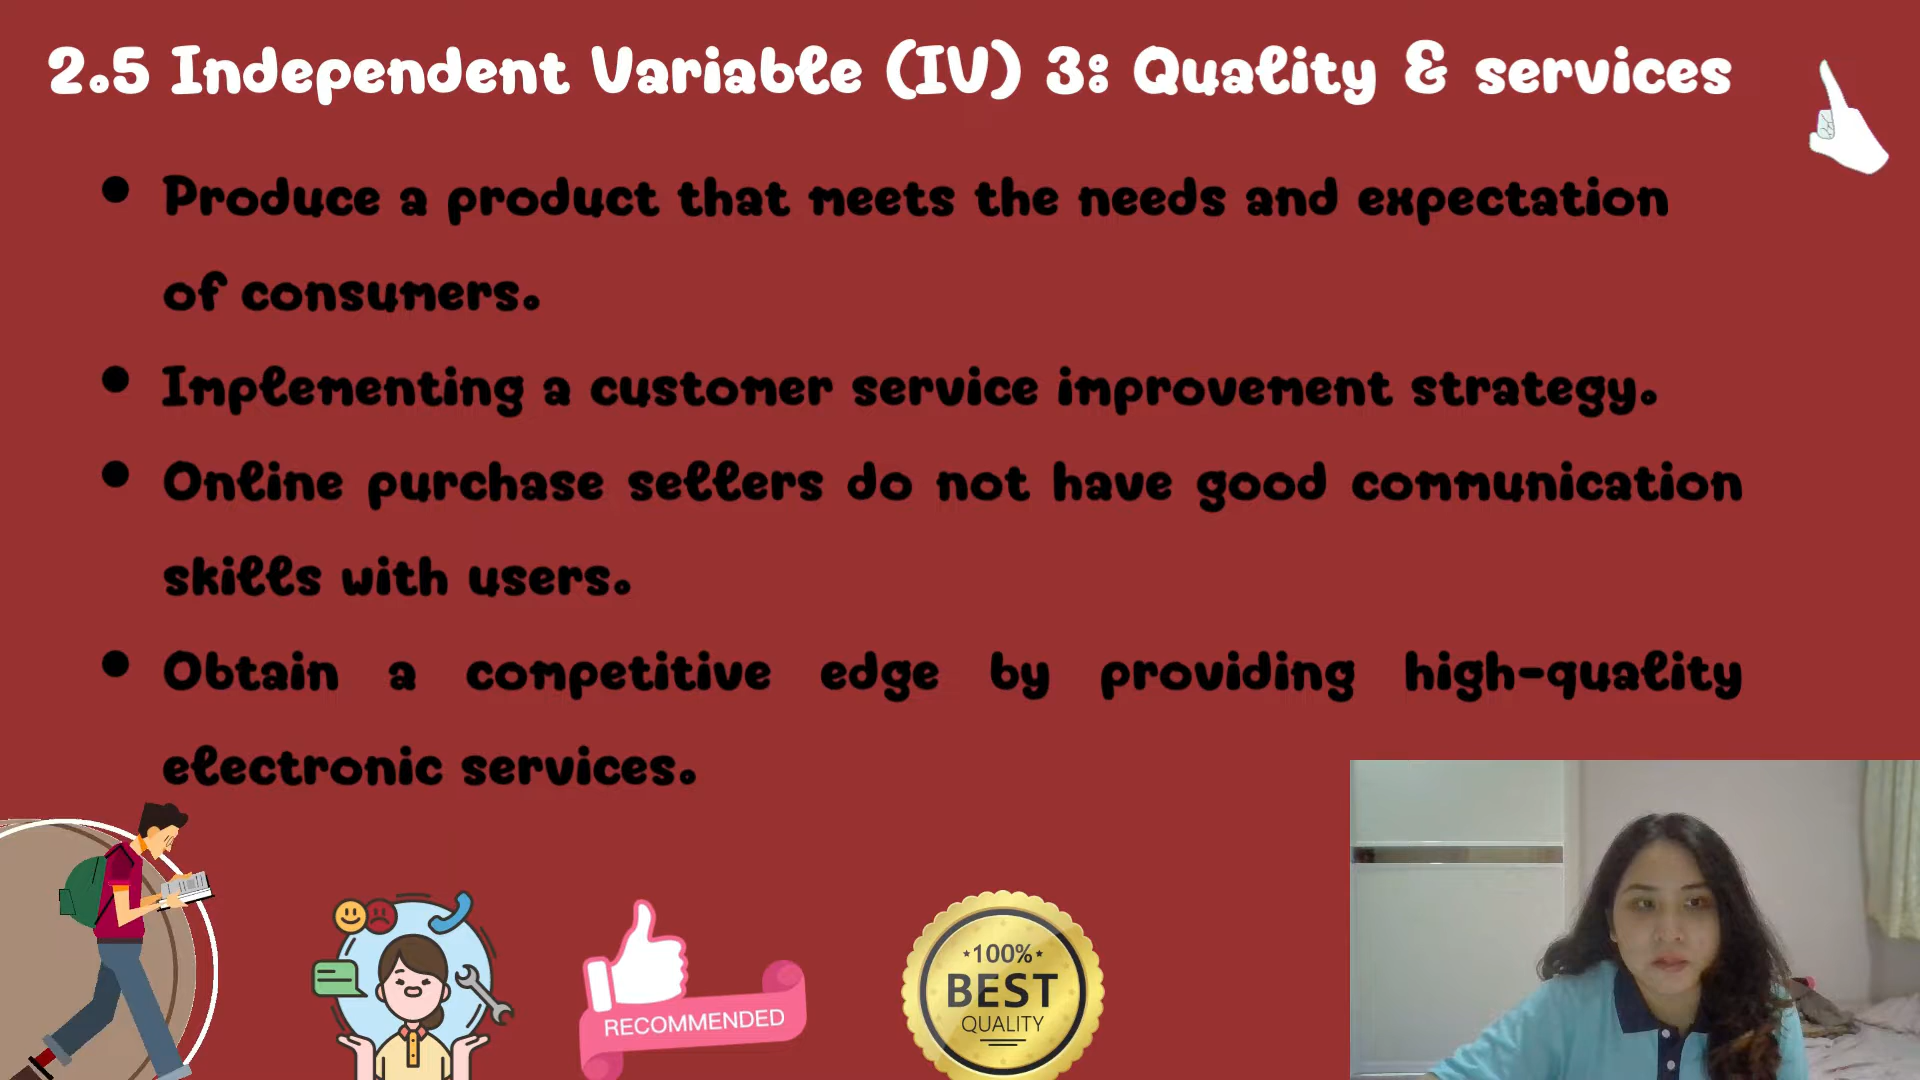 2.5 Independent Variable (IV) 3: Quality & services
• Produce a product that meets the needs and expectation
of consumers.
• Implementing a customer service improvement strategy.
• Online purchase sellers do not have good communication
skills with users.
• Obtain a competitive edge by providing high-quality
electronic services.
RECOMMENDED
100%
BEST
QUALITY